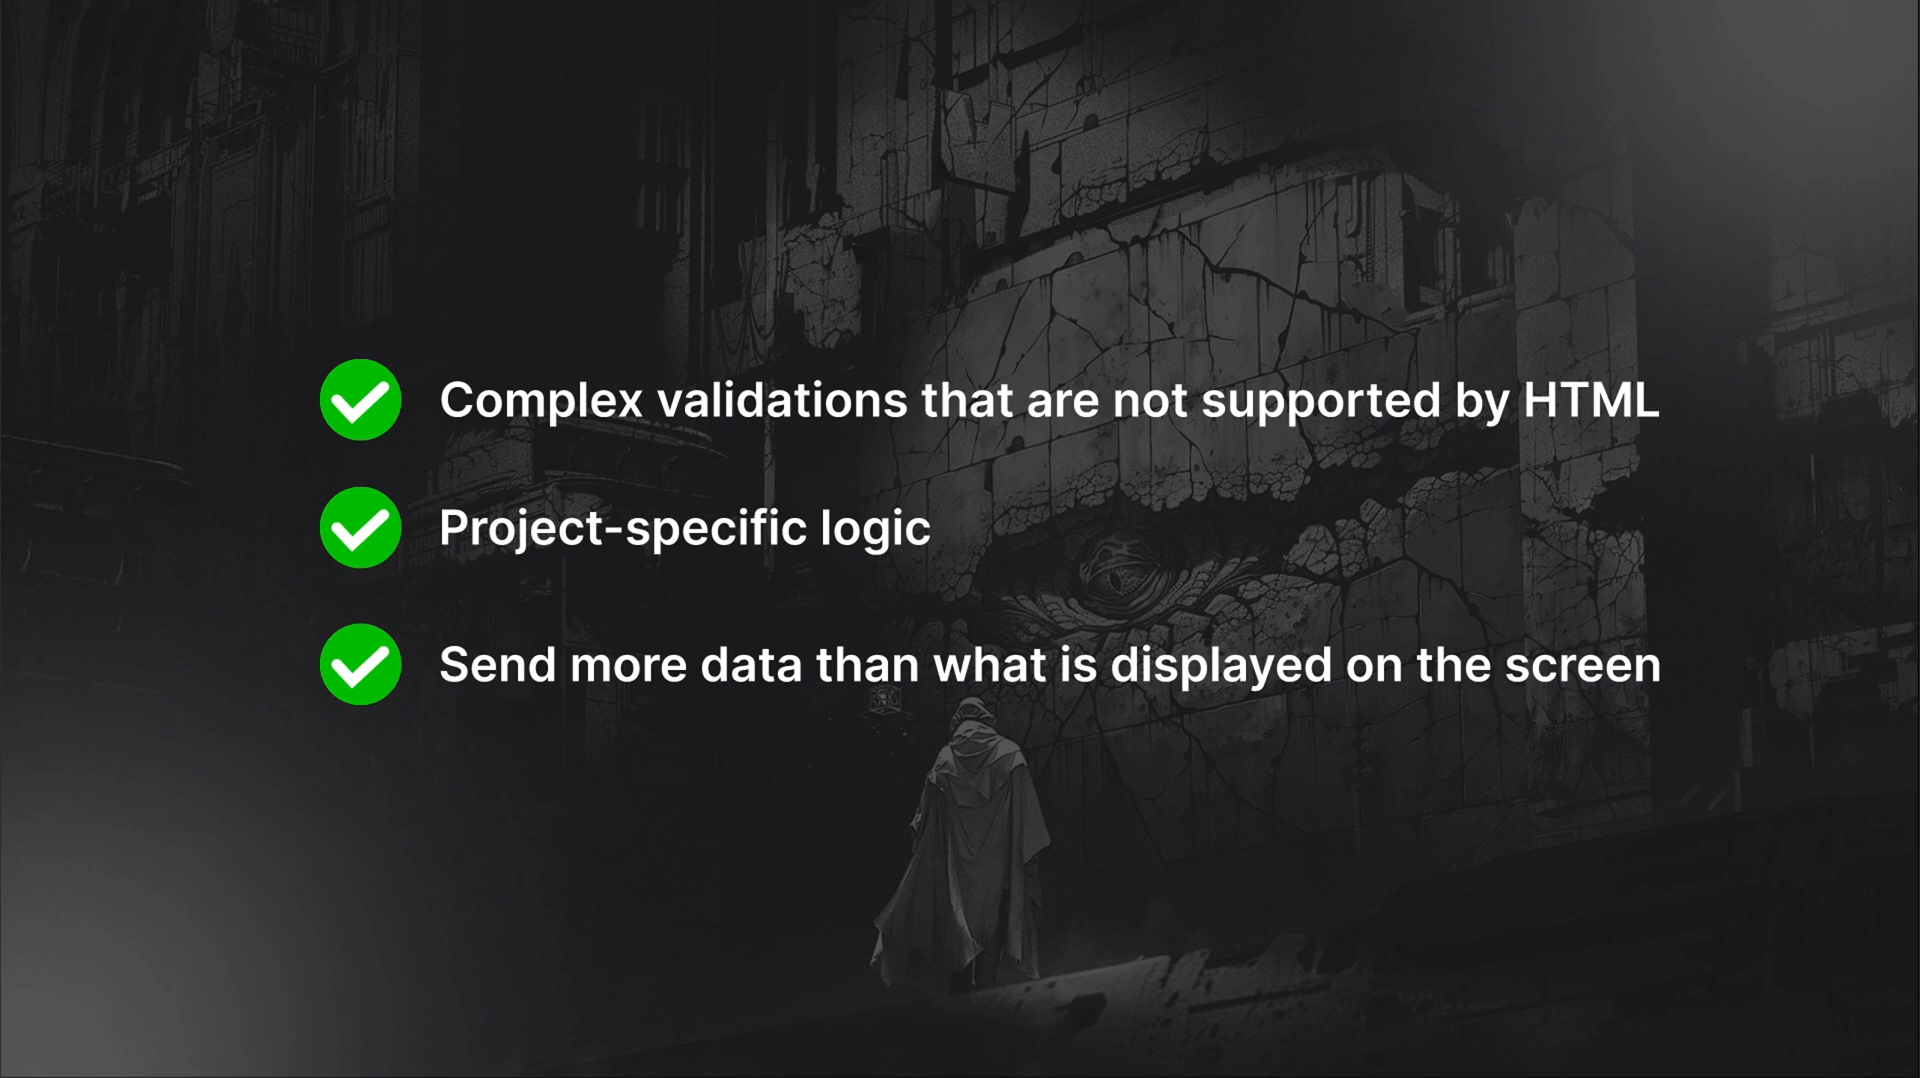 Complex validations that are not supported by HTML
Project-specific logic
Send more data than what is displayed on the screen